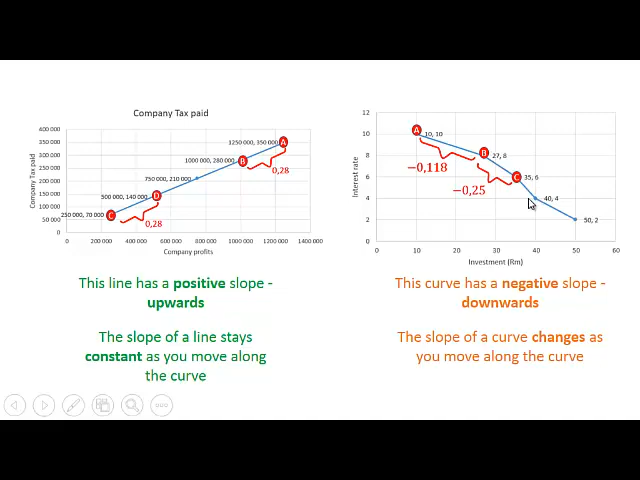 Company Tax paid
400 000
350 000
300 000
250 000
200 000
150 000
100 000
50 000
0
Company Tax paid
1250 000, 350 000
A
1000 000, 280 000
B
0,28
750 000, 210 000
500 000, 140 000
D
250 000, 70 000
C
0,28
0
200 000
400 000
600 000
800 000
1000 000
1200 000
1400 000
Company profits
This line has a positive slope -
upwards
The slope of a line stays
constant as you move along
the curve
12
10
8
6
4
2
0
Interest rate
A
10, 10
B
27, 8
−0,118
C
35, 6
−0,25
40, 4
50, 2
0
10
20
30
40
50
60
Investment (Rm)
This curve has a negative slope -
downwards
The slope of a curve changes as
you move along the curve